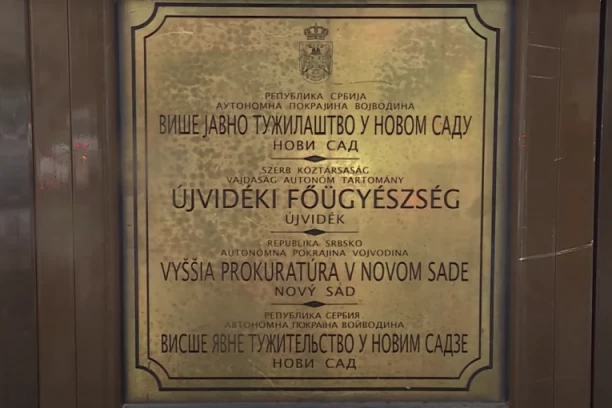 РЕПУБЛИКА СРБИЈА
АУТОНОМНА ПОКРАЈИНА ВОЈВОДИНА
ВИШЕ ЈАВНО ТУЖИЛАШТВО У НОВОМ САДУ
НОВИ САД
SZERB KÖZTÁRSASÁG
VAJDASÁG AUTONÓM TARTOMÁNY
ÚJVIDÉKI FŐÜGYÉSZSÉG
ÚJVIDÉK
REPUBLIKA SRBSKO
AUTONOMNA POKRAJINA VOJVODINA
VYŠŠIA PROKURATÚRA V NOVOM SADE
NOVÝ SAD
РЕПУБЛИКА СЕРБИЯ
АВТОНОМНА ПОКРАЇНА ВОЙВОДИНА
ВИСШЕ ЯВНЕ ТУЖИТЕЛЬСТВО У НОВИМ САДЗЕ
НОВИ САД